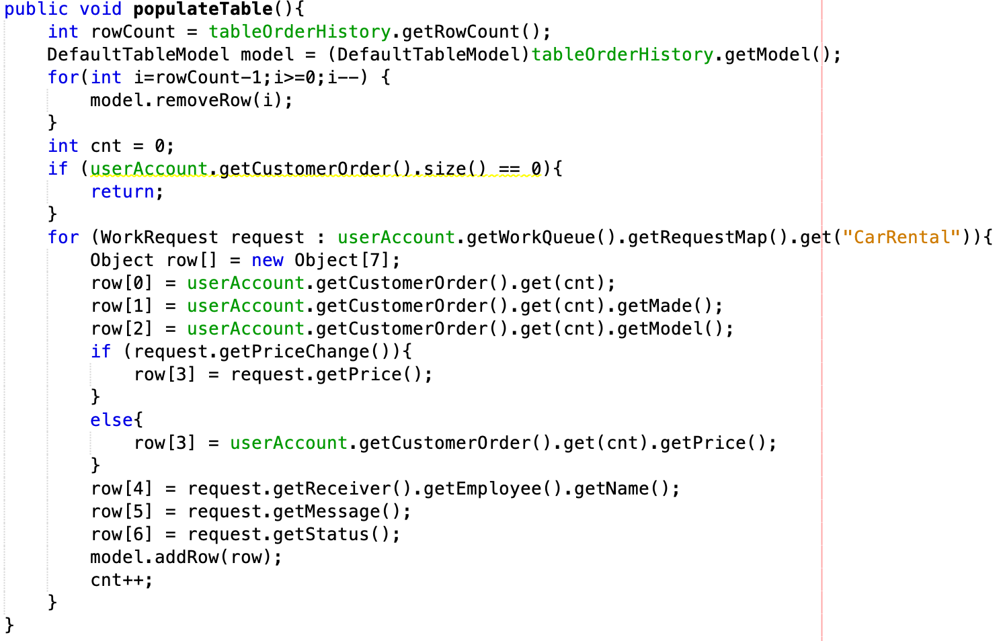 public void populateTable(){
    int rowCount = tableOrderHistory.getRowCount();
    DefaultTableModel model = (DefaultTableModel)tableOrderHistory.getModel();
    for(int i=rowCount-1;i>=0;i--) {
        model.removeRow(i);
    }
    int cnt = 0;
    if (userAccount.getCustomerOrder().size() == 0){
        return;
    }
    for (WorkRequest request : userAccount.getWorkQueue().getRequestMap().get("CarRental")){
        Object row[] = new Object[7];
        row[0] = userAccount.getCustomerOrder().get(cnt);
        row[1] = userAccount.getCustomerOrder().get(cnt).getMade();
        row[2] = userAccount.getCustomerOrder().get(cnt).getModel();
        if (request.getPriceChange()){
            row[3] = request.getPrice();
        }
        else{
            row[3] = userAccount.getCustomerOrder().get(cnt).getPrice();
        }
        row[4] = request.getReceiver().getEmployee().getName();
        row[5] = request.getMessage();
        row[6] = request.getStatus();
        model.addRow(row);
        cnt++;
    }
}